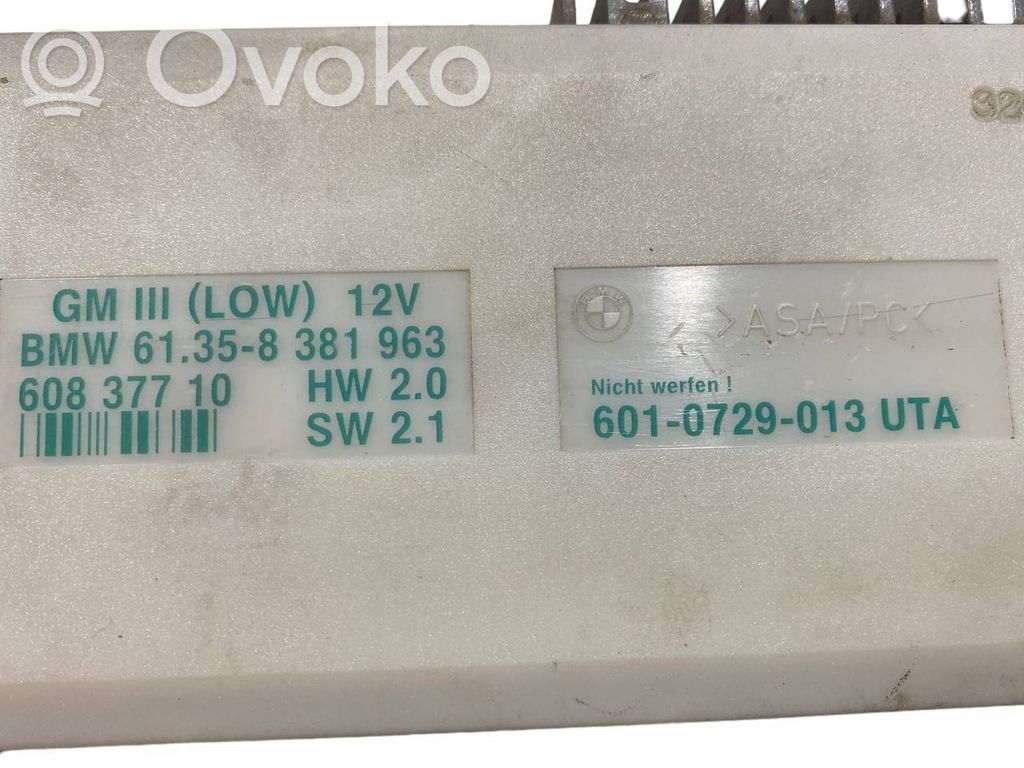 Ovoko
32
GM III (LOW) 12V
BMW 61.35-8 381 963
608 377 10 HW 2.0
SW 2.1
BMW
>ASA/PC<
Nicht werfen !
601-0729-013 UTA